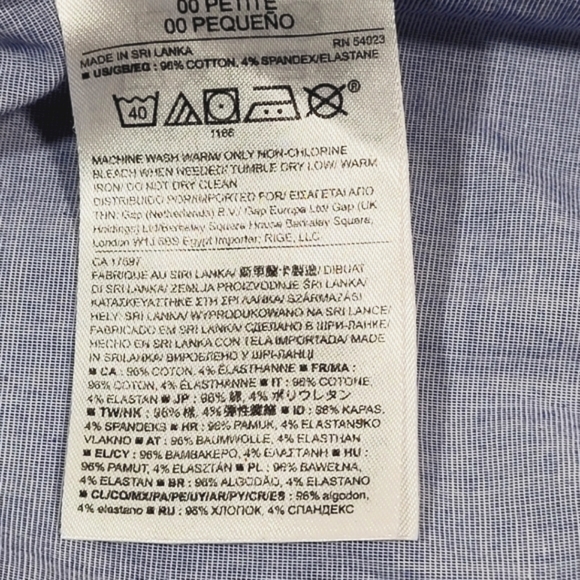 00 PETITE
00 PEQUEÑO
MADE IN SRI LANKA RN 54023
■ US/GB/EG : 96% COTTON, 4% SPANDEX/ELASTANE
40
®
1166
MACHINE WASH WARM/ ONLY NON-CHLORINE
BLEACH WHEN NEEDED/ TUMBLE DRY LOW/ WARM
IRON/ DO NOT DRY CLEAN
DISTRIBUIDO POR/IMPORTED FOR/ ΕΙΣΑΓΕΤΑΙ ΑΠΟ
ΤΗΝ: Gap (Netherlands) B.V./ Gap Europe Ltd/ Gap (UK
Holdings) Ltd/Berkeley Square House Berkeley Square,
London W1J 6BS Egypt Importer; RIGE, LLC
CA 17897
FABRIQUÉ AU SRI LANKA/ 斯里蘭卡製造/ DIBUAT
DI SRI LANKA/ ZEMLJA PROIZVODNJE ŠRI LANKA/
ΚΑΤΑΣΚΕΥΑΣΤΗΚΕ ΣΤΗ ΣΡΙ ΛΑΝΚΑ/ SZÁRMAZÁSI
HELY: SRI LANKA/ WYPRODUKOWANO NA SRI LANCE/
FABRICADO EM SRI LANKA/ СДЕЛАНО В ШРИ-ЛАНКЕ/
HECHO EN SRI LANKA CON TELA IMPORTADA/ MADE
IN SRI LANKA/ ВИРОБЛЕНО У ШРІ-ЛАНЦІ
■ CA : 96% COTON, 4% ÉLASTHANNE ■ FR/MA :
96% COTON, 4% ÉLASTHANNE ■ IT : 96% COTONE,
4% ELASTAN ■ JP : 96% 綿, 4% ポリウレタン
■ TW/HK : 96% 棉, 4% 彈性纖維 ■ ID : 96% KAPAS,
4% SPANDEKS ■ HR : 96% PAMUK, 4% ELASTANSKO
VLAKNO ■ AT : 96% BAUMWOLLE, 4% ELASTHAN
■ EL/CY : 96% ΒΑΜΒΑΚΕΡΟ, 4% ΕΛΑΣΤΑΝΗ ■ HU :
96% PAMUT, 4% ELASZTÁN ■ PL : 96% BAWEŁNA,
4% ELASTAN ■ BR : 96% ALGODÃO, 4% ELASTANO
■ CL/CO/MX/PA/PE/UY/AR/PY/CR/ES : 96% algodon,
4% elastano ■ RU : 96% ХЛОПОК, 4% СПАНДЕКС